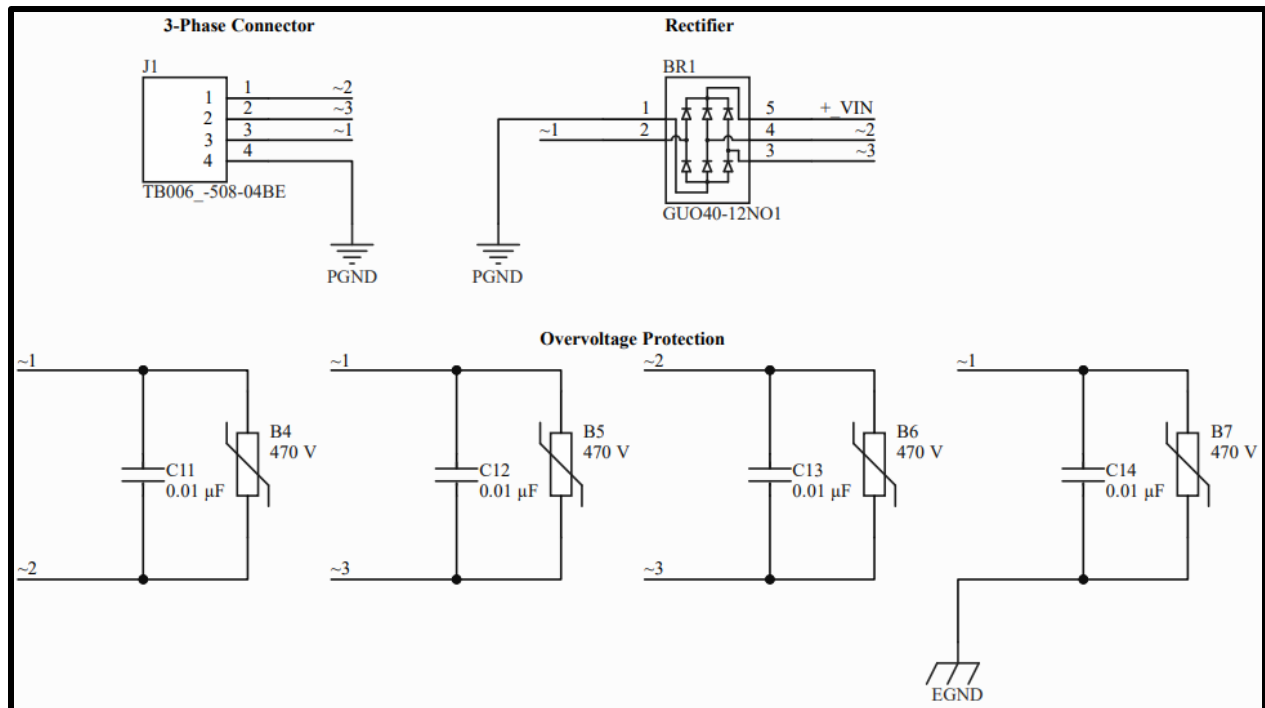 3-Phase Connector
Rectifier
J1
1 1 ~2
2 2 ~3
3 3 ~1
4 4
TB006_-508-04BE
PGND
BR1
1 5 +_VIN
~1 2 4 ~2
3 ~3
GUO40-12NO1
PGND
Overvoltage Protection
~1
B4
470 V
C11
0.01 µF
~2
~1
B5
470 V
C12
0.01 µF
~3
~2
B6
470 V
C13
0.01 µF
~3
~1
B7
470 V
C14
0.01 µF
EGND